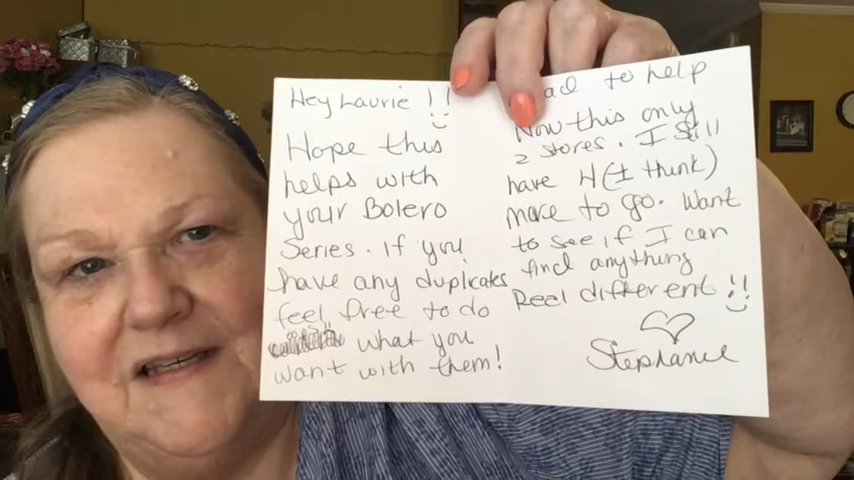 Hey Laurie !!
Hope this
helps with
your Bolero
Series. If you
have any duplicates
feel free to do
what you
want with them!
to help
Now this only
2 stores. I still
have 4 (I think)
more to go. Want
to see if I can
find anything
Reel different !!
Stephanie